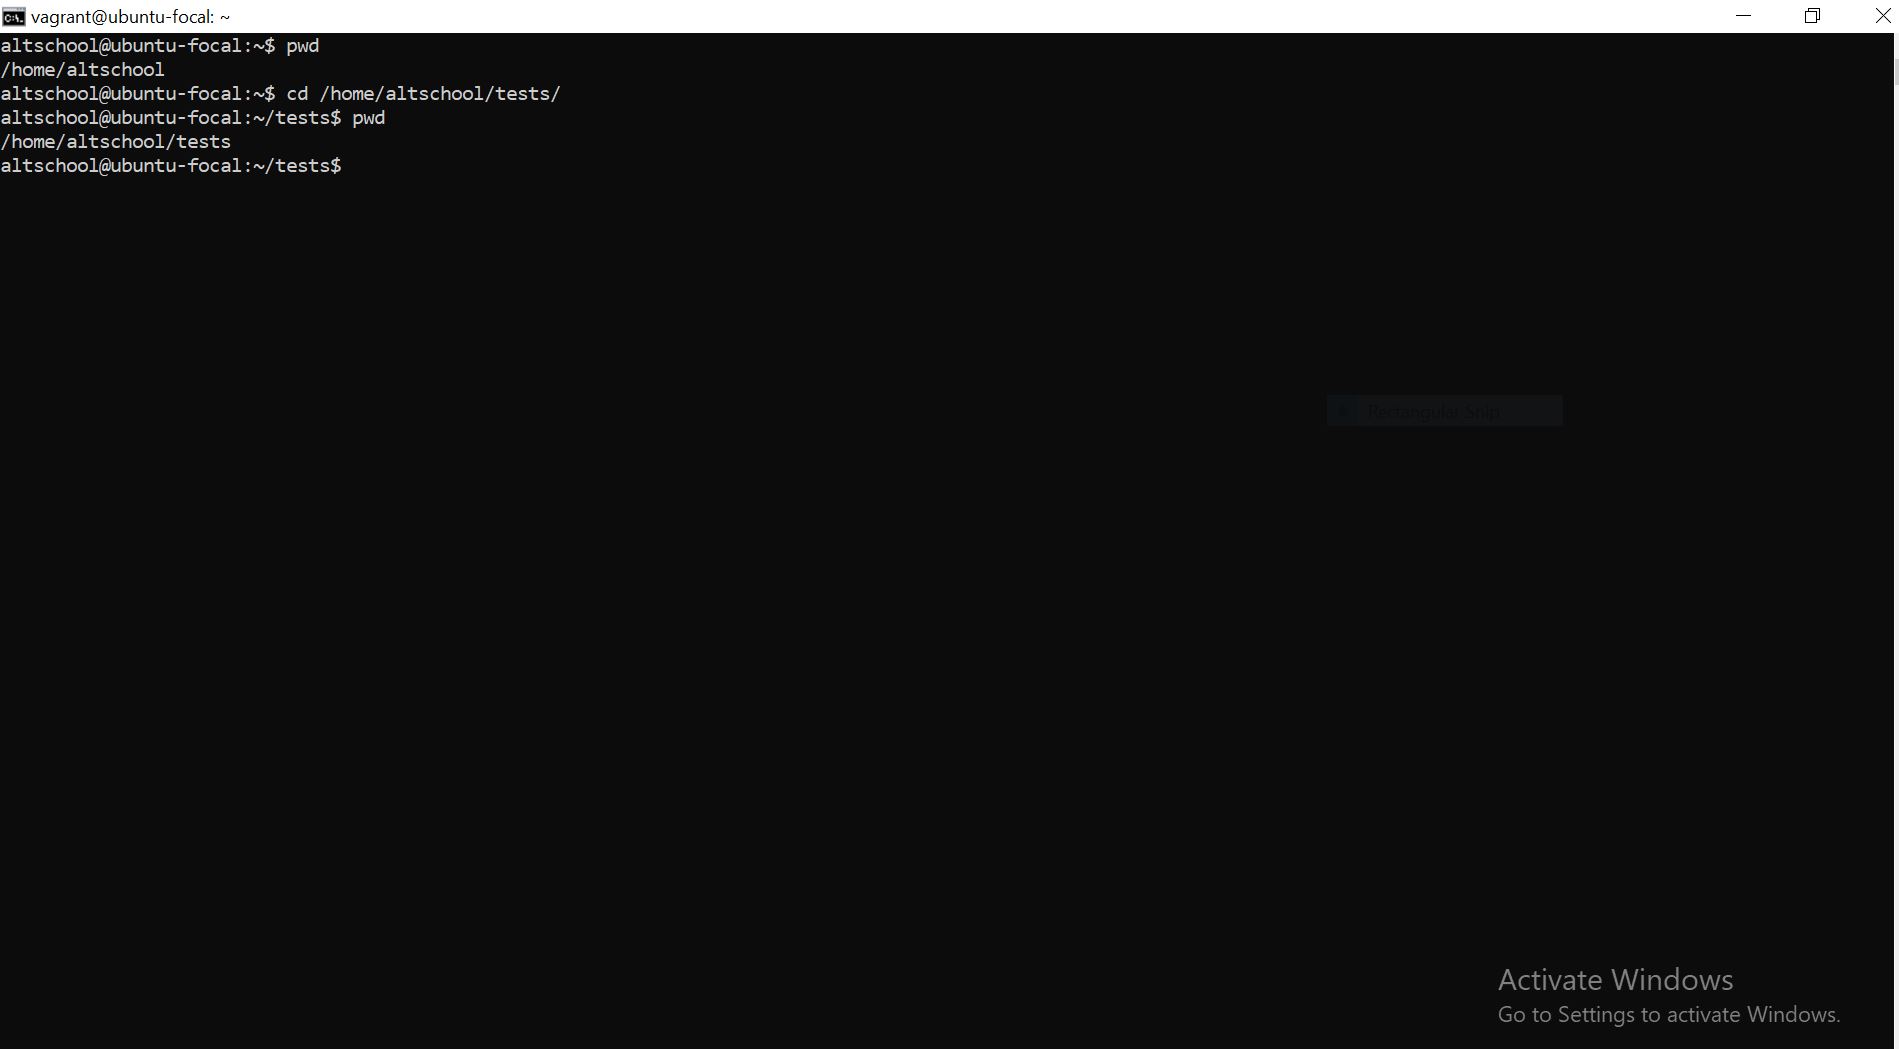 vagrant@ubuntu-focal: ~
altschool@ubuntu-focal:~$ pwd
/home/altschool
altschool@ubuntu-focal:~$ cd /home/altschool/tests/
altschool@ubuntu-focal:~/tests$ pwd
/home/altschool/tests
altschool@ubuntu-focal:~/tests$
Rectangular Snip
Activate Windows
Go to Settings to activate Windows.